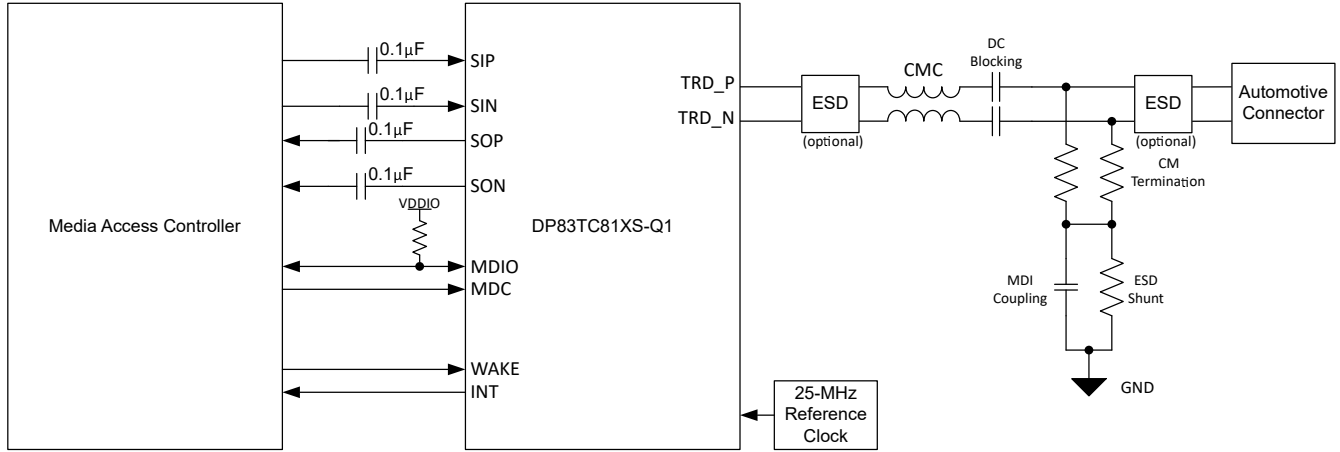 Media Access Controller
0.1µF
SIP
0.1µF
SIN
0.1µF
SOP
0.1µF
SON
VDDIO
MDIO
MDC
WAKE
INT
DP83TC81XS-Q1
TRD_P
TRD_N
25-MHz
Reference
Clock
ESD
(optional)
CMC
DC
Blocking
ESD
(optional)
CM
Termination
MDI
Coupling
ESD
Shunt
GND
Automotive
Connector